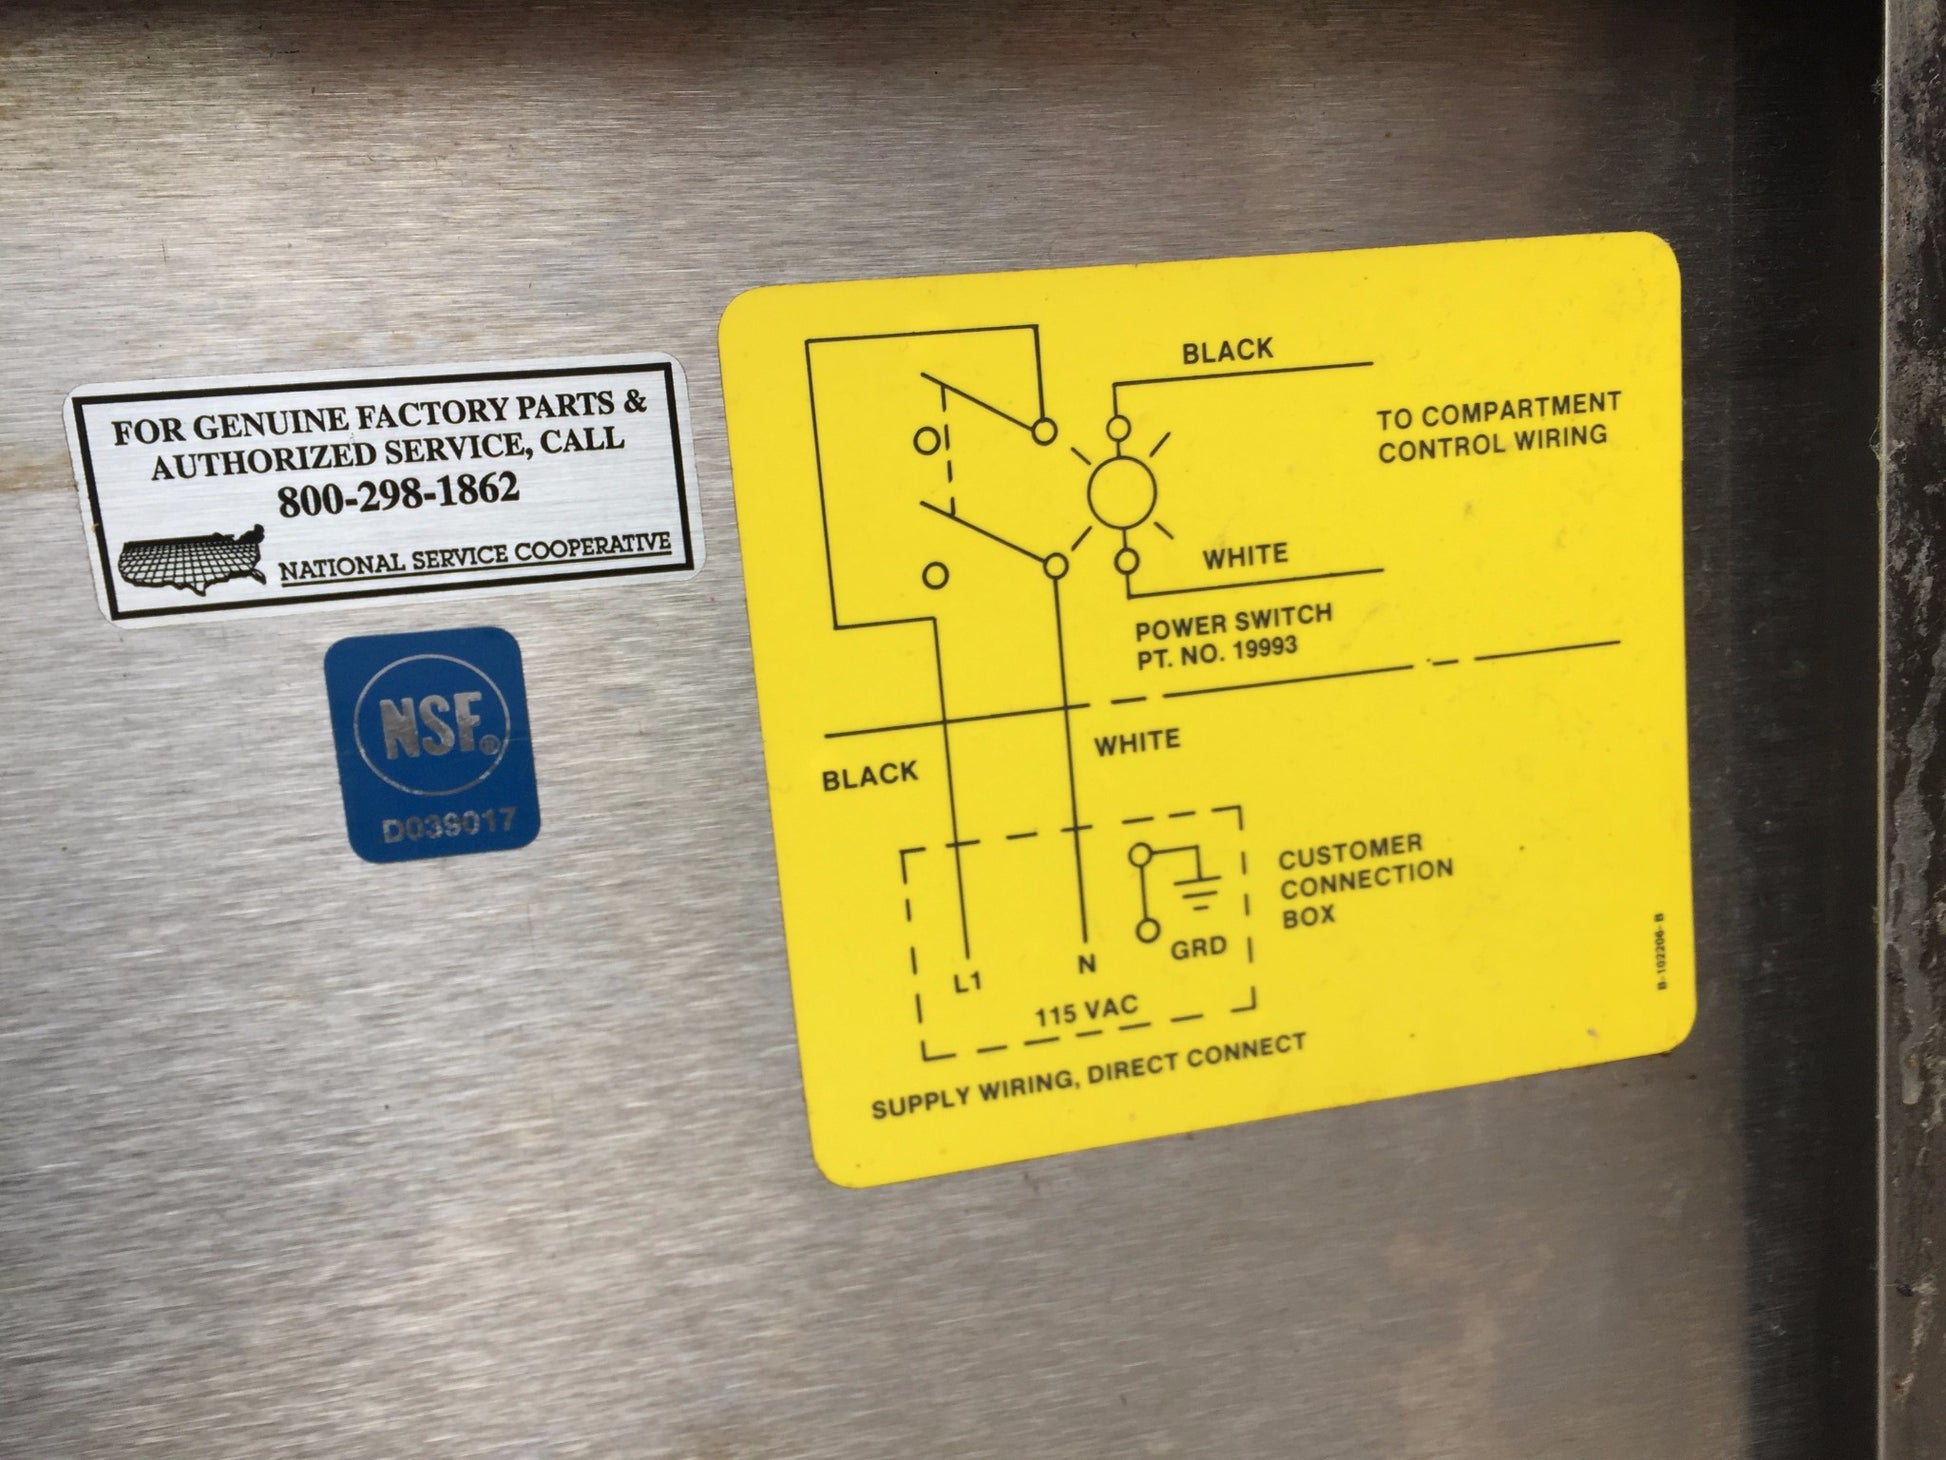 FOR GENUINE FACTORY PARTS &
AUTHORIZED SERVICE, CALL
800-298-1862
NATIONAL SERVICE COOPERATIVE
NSF®
D039017
BLACK
TO COMPARTMENT
CONTROL WIRING
WHITE
POWER SWITCH
PT. NO. 19993
WHITE
BLACK
CUSTOMER
CONNECTION
BOX
L1
N
GRD
115 VAC
SUPPLY WIRING, DIRECT CONNECT
B-102206-B